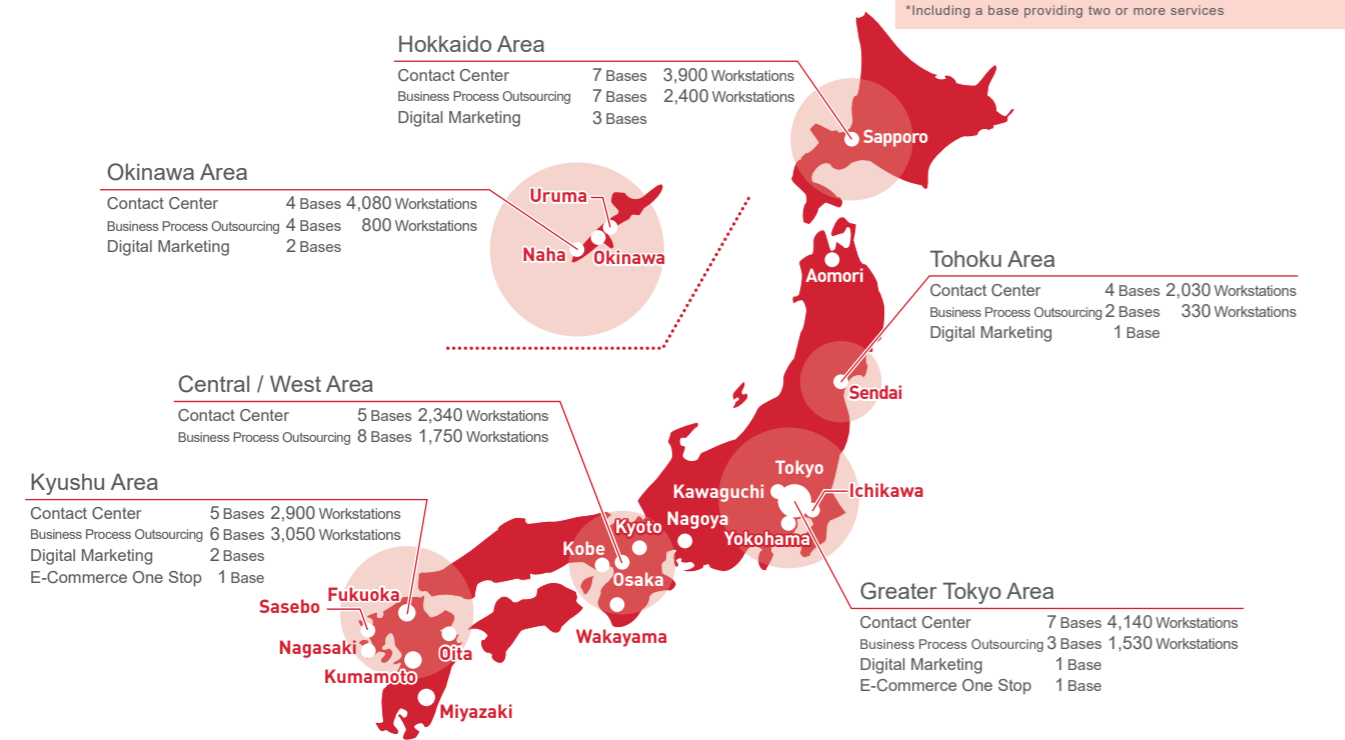 *Including a base providing two or more services
Hokkaido Area
Contact Center 7 Bases 3,900 Workstations
Business Process Outsourcing 7 Bases 2,400 Workstations
Digital Marketing 3 Bases
Sapporo
Okinawa Area
Contact Center 4 Bases 4,080 Workstations
Business Process Outsourcing 4 Bases 800 Workstations
Digital Marketing 2 Bases
Uruma
Naha
Okinawa
Aomori
Tohoku Area
Contact Center 4 Bases 2,030 Workstations
Business Process Outsourcing 2 Bases 330 Workstations
Digital Marketing 1 Base
Sendai
Central / West Area
Contact Center 5 Bases 2,340 Workstations
Business Process Outsourcing 8 Bases 1,750 Workstations
Tokyo
Kawaguchi
Ichikawa
Nagoya
Yokohama
Kyoto
Kobe
Osaka
Wakayama
Kyushu Area
Contact Center 5 Bases 2,900 Workstations
Business Process Outsourcing 6 Bases 3,050 Workstations
Digital Marketing 2 Bases
E-Commerce One Stop 1 Base
Fukuoka
Sasebo
Nagasaki
Oita
Kumamoto
Miyazaki
Greater Tokyo Area
Contact Center 7 Bases 4,140 Workstations
Business Process Outsourcing 3 Bases 1,530 Workstations
Digital Marketing 1 Base
E-Commerce One Stop 1 Base